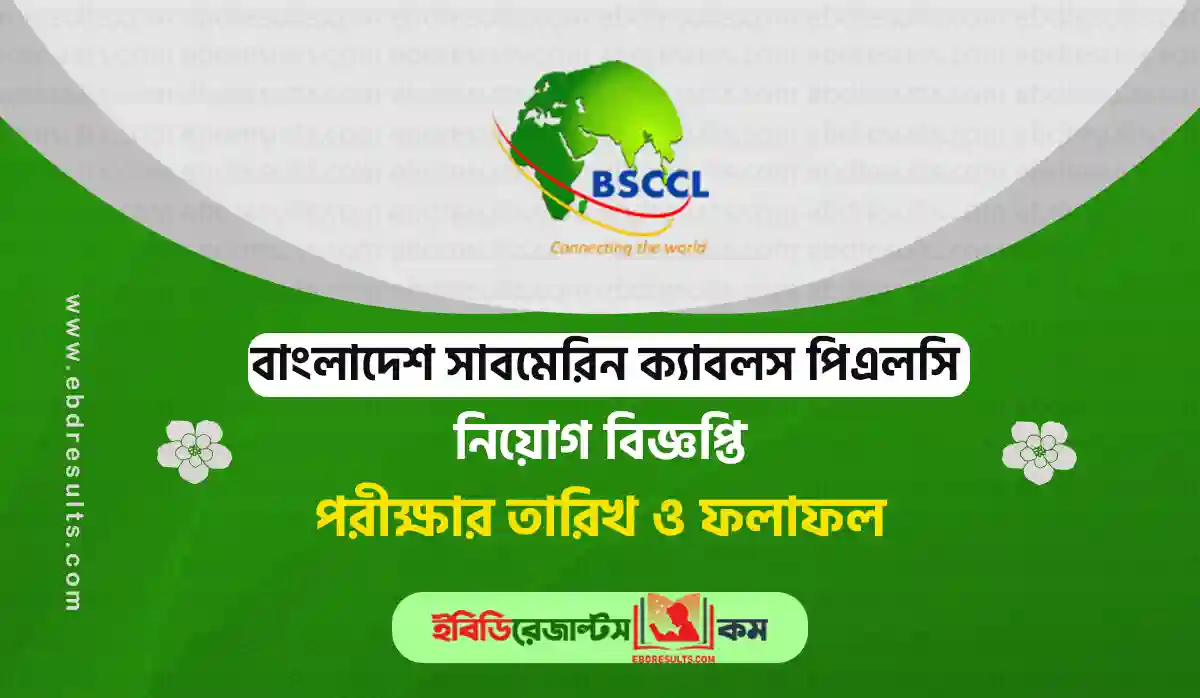 BSCCL
Connecting the world
বাংলাদেশ সাবমেরিন ক্যাবলস পিএলসি
নিয়োগ বিজ্ঞপ্তি
পরীক্ষার তারিখ ও ফলাফল
www.ebdresults.com
ইবিডিরেজাল্টস কম
EBDRESULTS.COM